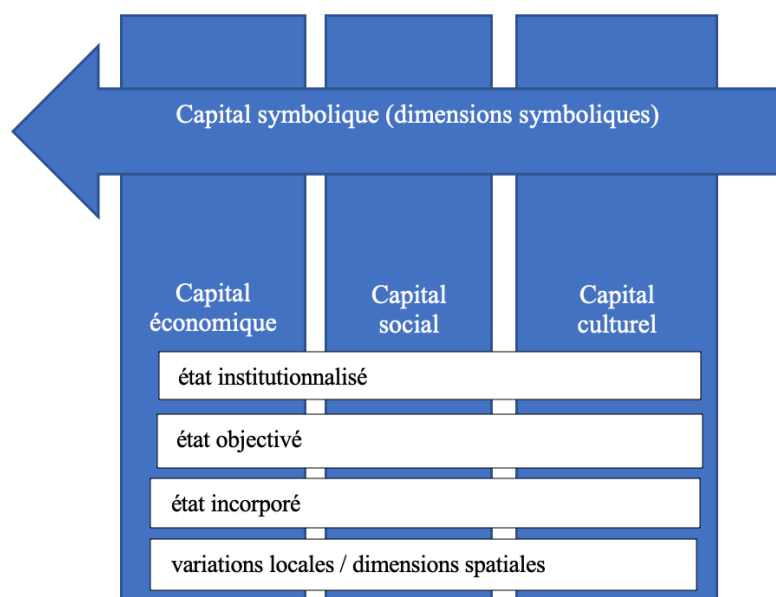 Capital symbolique (dimensions symboliques)
Capital
économique
Capital
social
Capital
culturel
état institutionnalisé
état objectivé
état incorporé
variations locales / dimensions spatiales